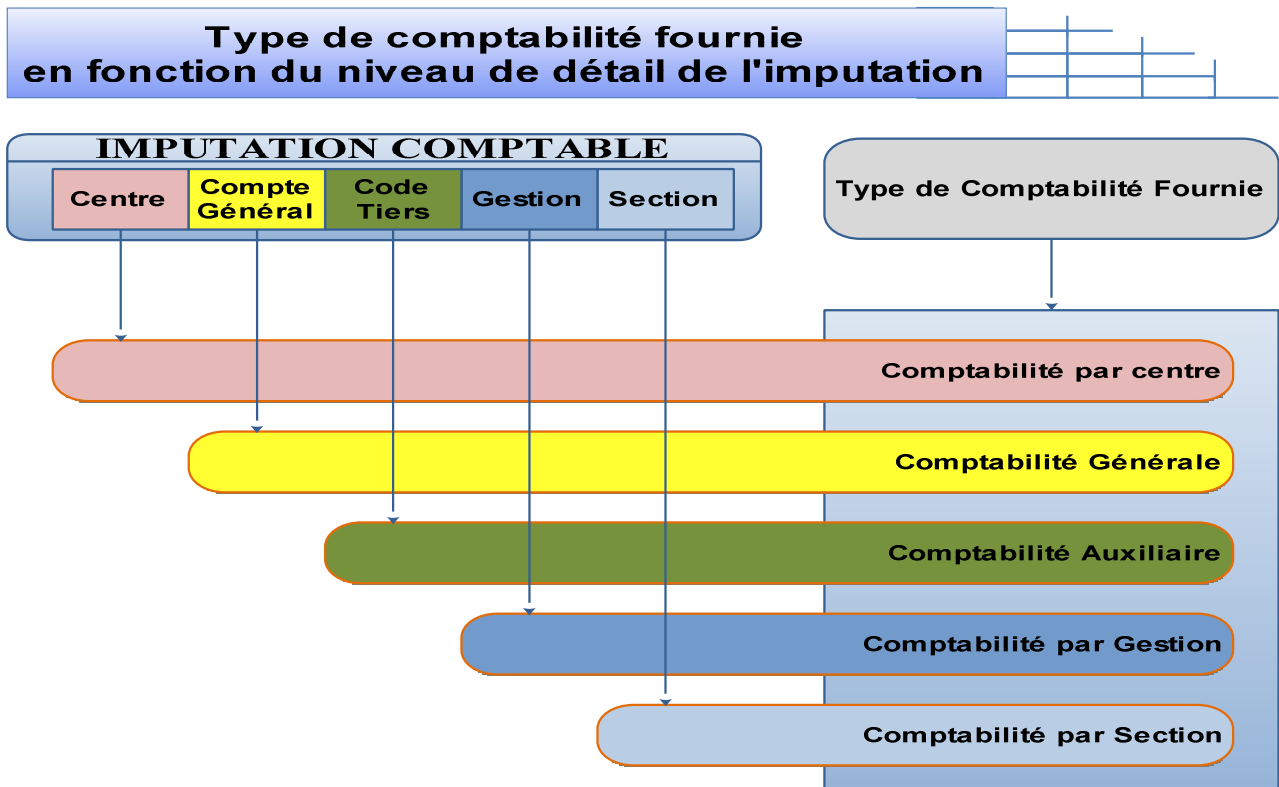 Type de comptabilité fournie
en fonction du niveau de détail de l'imputation
IMPUTATION COMPTABLE
Centre
Compte
Général
Code
Tiers
Gestion
Section
Type de Comptabilité Fournie
Comptabilité par centre
Comptabilité Générale
Comptabilité Auxiliaire
Comptabilité par Gestion
Comptabilité par Section